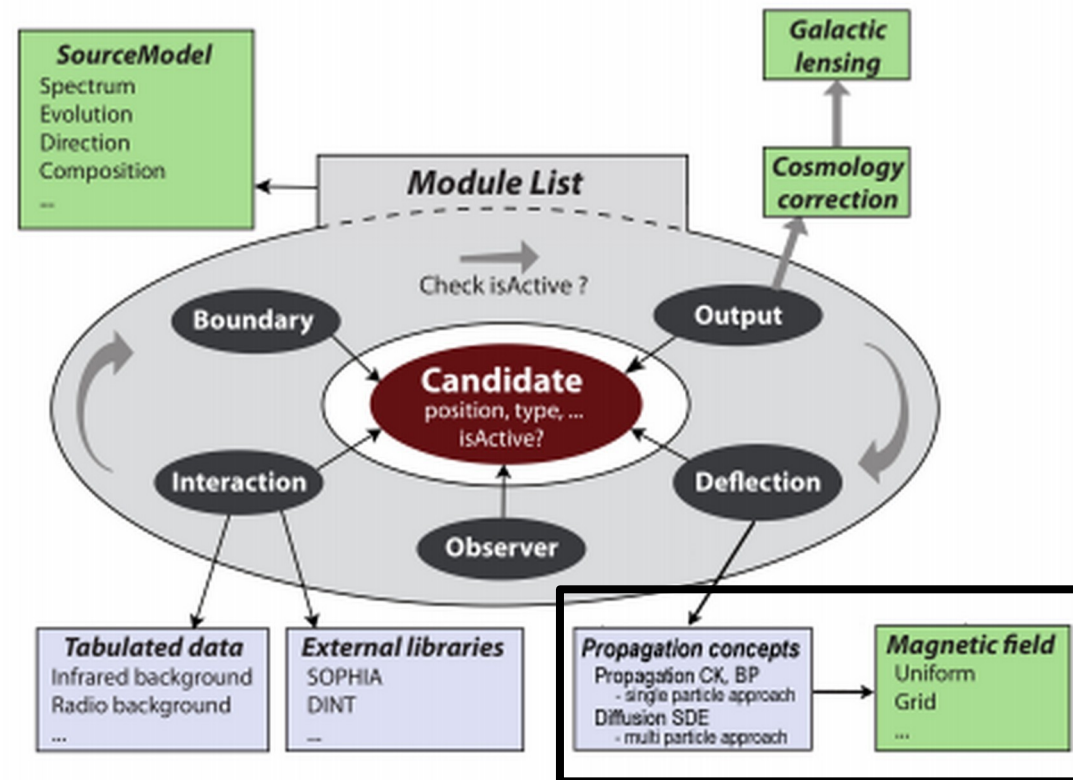 SourceModel
Spectrum
Evolution
Direction
Composition
...
Galactic
lensing
Cosmology
correction
Module List
Check isActive ?
Boundary
Output
Candidate
position, type, ...
isActive?
Interaction
Deflection
Observer
Tabulated data
Infrared background
Radio background
...
External libraries
SOPHIA
DINT
...
Propagation concepts
Propagation CK, BP
- single particle approach
Diffusion SDE
- multi particle approach
Magnetic field
Uniform
Grid
...